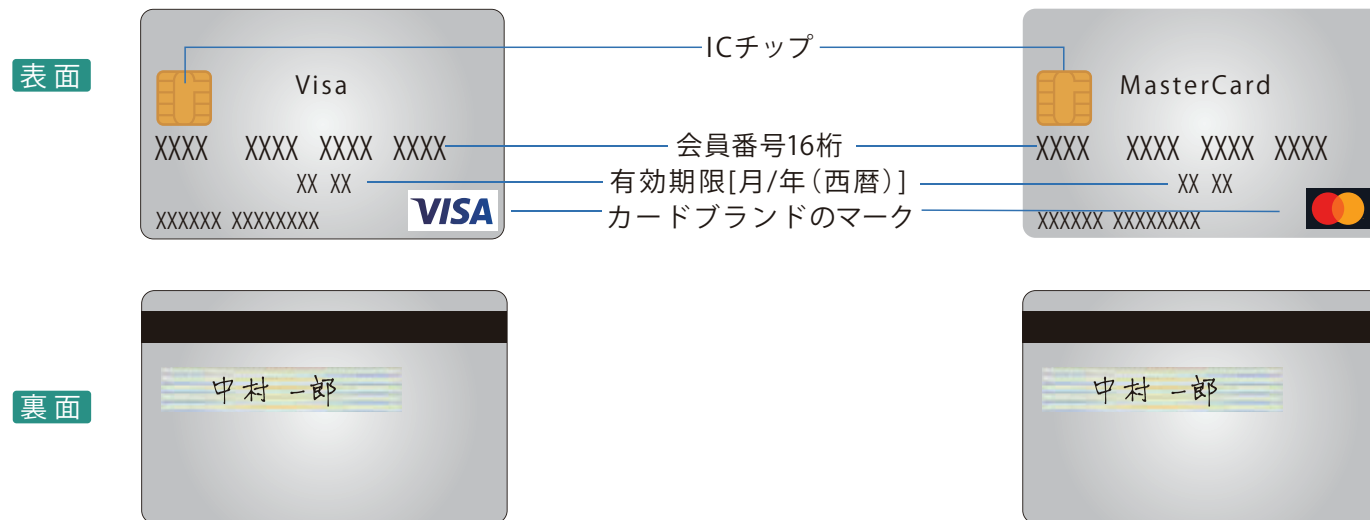 ICチップ
表面
Visa
MasterCard
XXXX XXXX XXXX XXXX
会員番号16桁
XXXX XXXX XXXX XXXX
XX XX
有効期限[月/年(西暦)]
XX XX
XXXXXX XXXXXXXX
VISA
カードブランドのマーク
XXXXXX XXXXXXXX
裏面
中村 一郎
中村 一郎